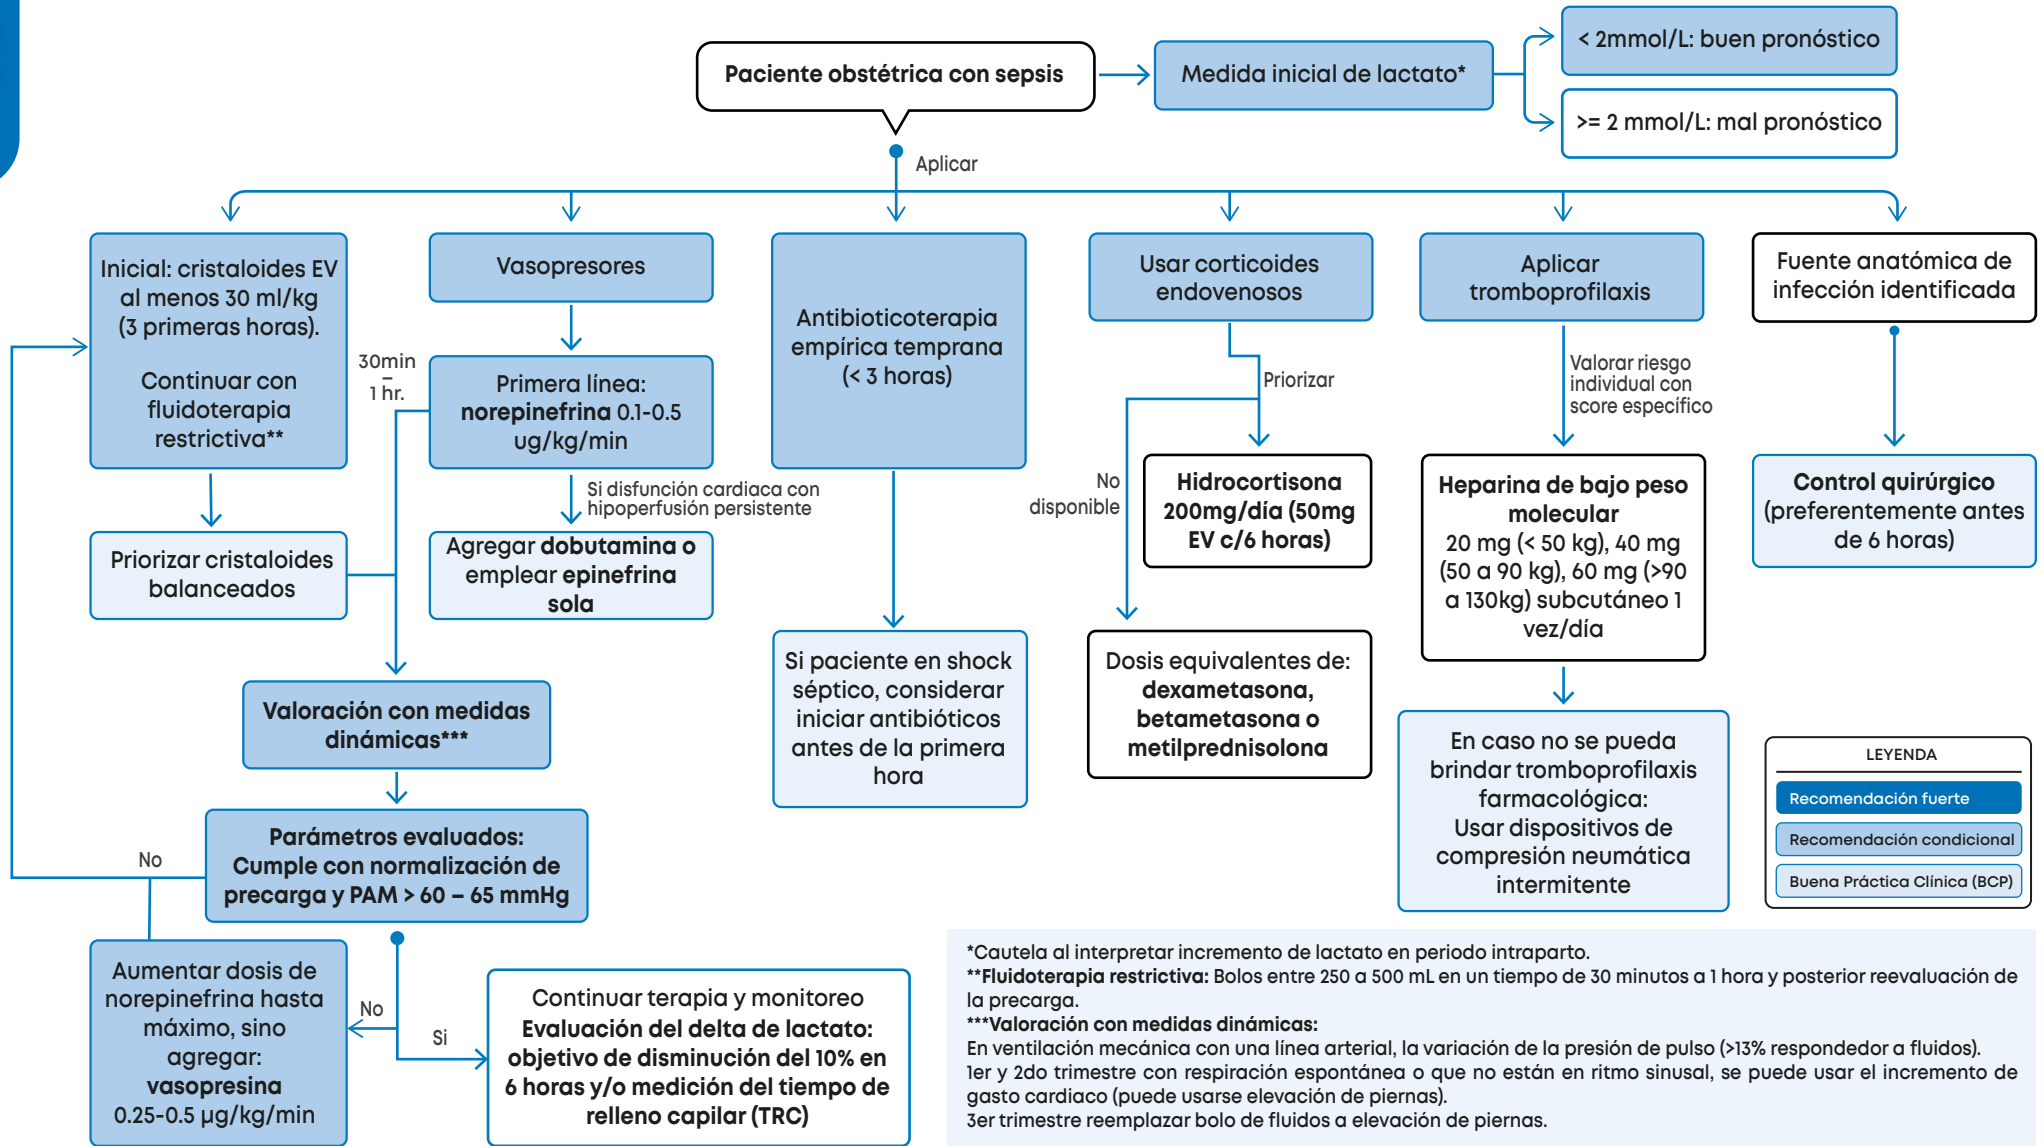 Paciente obstétrica con sepsis
Medida inicial de lactato*
< 2mmol/L: buen pronóstico
>= 2 mmol/L: mal pronóstico
Aplicar
Inicial: cristaloides EV
al menos 30 ml/kg
(3 primeras horas).
Continuar con
fluidoterapia
restrictiva**
Priorizar cristaloides
balanceados
30min
–
1 hr.
Vasopresores
Primera línea:
norepinefrina 0.1-0.5
ug/kg/min
Si disfunción cardiaca con
hipoperfusión persistente
Agregar dobutamina o
emplear epinefrina
sola
Valoración con medidas
dinámicas***
Parámetros evaluados:
Cumple con normalización de
precarga y PAM > 60 – 65 mmHg
No
Aumentar dosis de
norepinefrina hasta
máximo, sino
agregar:
vasopresina
0.25-0.5 µg/kg/min
No
Si
Continuar terapia y monitoreo
Evaluación del delta de lactato:
objetivo de disminución del 10% en
6 horas y/o medición del tiempo de
relleno capilar (TRC)
Antibioticoterapia
empírica temprana
(< 3 horas)
Si paciente en shock
séptico, considerar
iniciar antibióticos
antes de la primera
hora
Usar corticoides
endovenosos
Priorizar
No
disponible
Hidrocortisona
200mg/día (50mg
EV c/6 horas)
Dosis equivalentes de:
dexametasona,
betametasona o
metilprednisolona
Aplicar
tromboprofilaxis
Valorar riesgo
individual con
score específico
Heparina de bajo peso
molecular
20 mg (< 50 kg), 40 mg
(50 a 90 kg), 60 mg (>90
a 130kg) subcutáneo 1
vez/día
En caso no se pueda
brindar tromboprofilaxis
farmacológica:
Usar dispositivos de
compresión neumática
intermitente
Fuente anatómica de
infección identificada
Control quirúrgico
(preferentemente antes
de 6 horas)
LEYENDA
Recomendación fuerte
Recomendación condicional
Buena Práctica Clínica (BCP)
*Cautela al interpretar incremento de lactato en periodo intraparto.
**Fluidoterapia restrictiva: Bolos entre 250 a 500 mL en un tiempo de 30 minutos a 1 hora y posterior reevaluación de
la precarga.
***Valoración con medidas dinámicas:
En ventilación mecánica con una línea arterial, la variación de la presión de pulso (>13% respondedor a fluidos).
1er y 2do trimestre con respiración espontánea o que no están en ritmo sinusal, se puede usar el incremento de
gasto cardiaco (puede usarse elevación de piernas).
3er trimestre reemplazar bolo de fluidos a elevación de piernas.